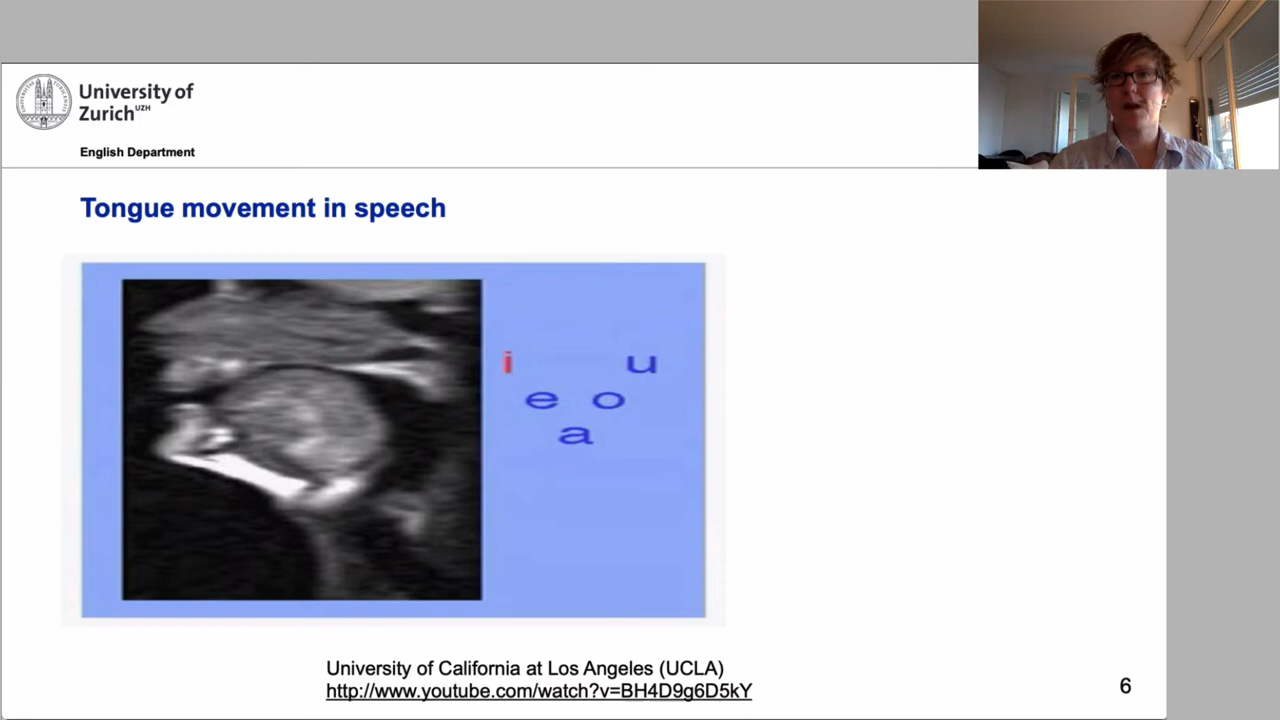 University of
Zurich UZH
English Department
Tongue movement in speech
i u
e o
a
University of California at Los Angeles (UCLA)
http://www.youtube.com/watch?v=BH4D9g6D5kY
6